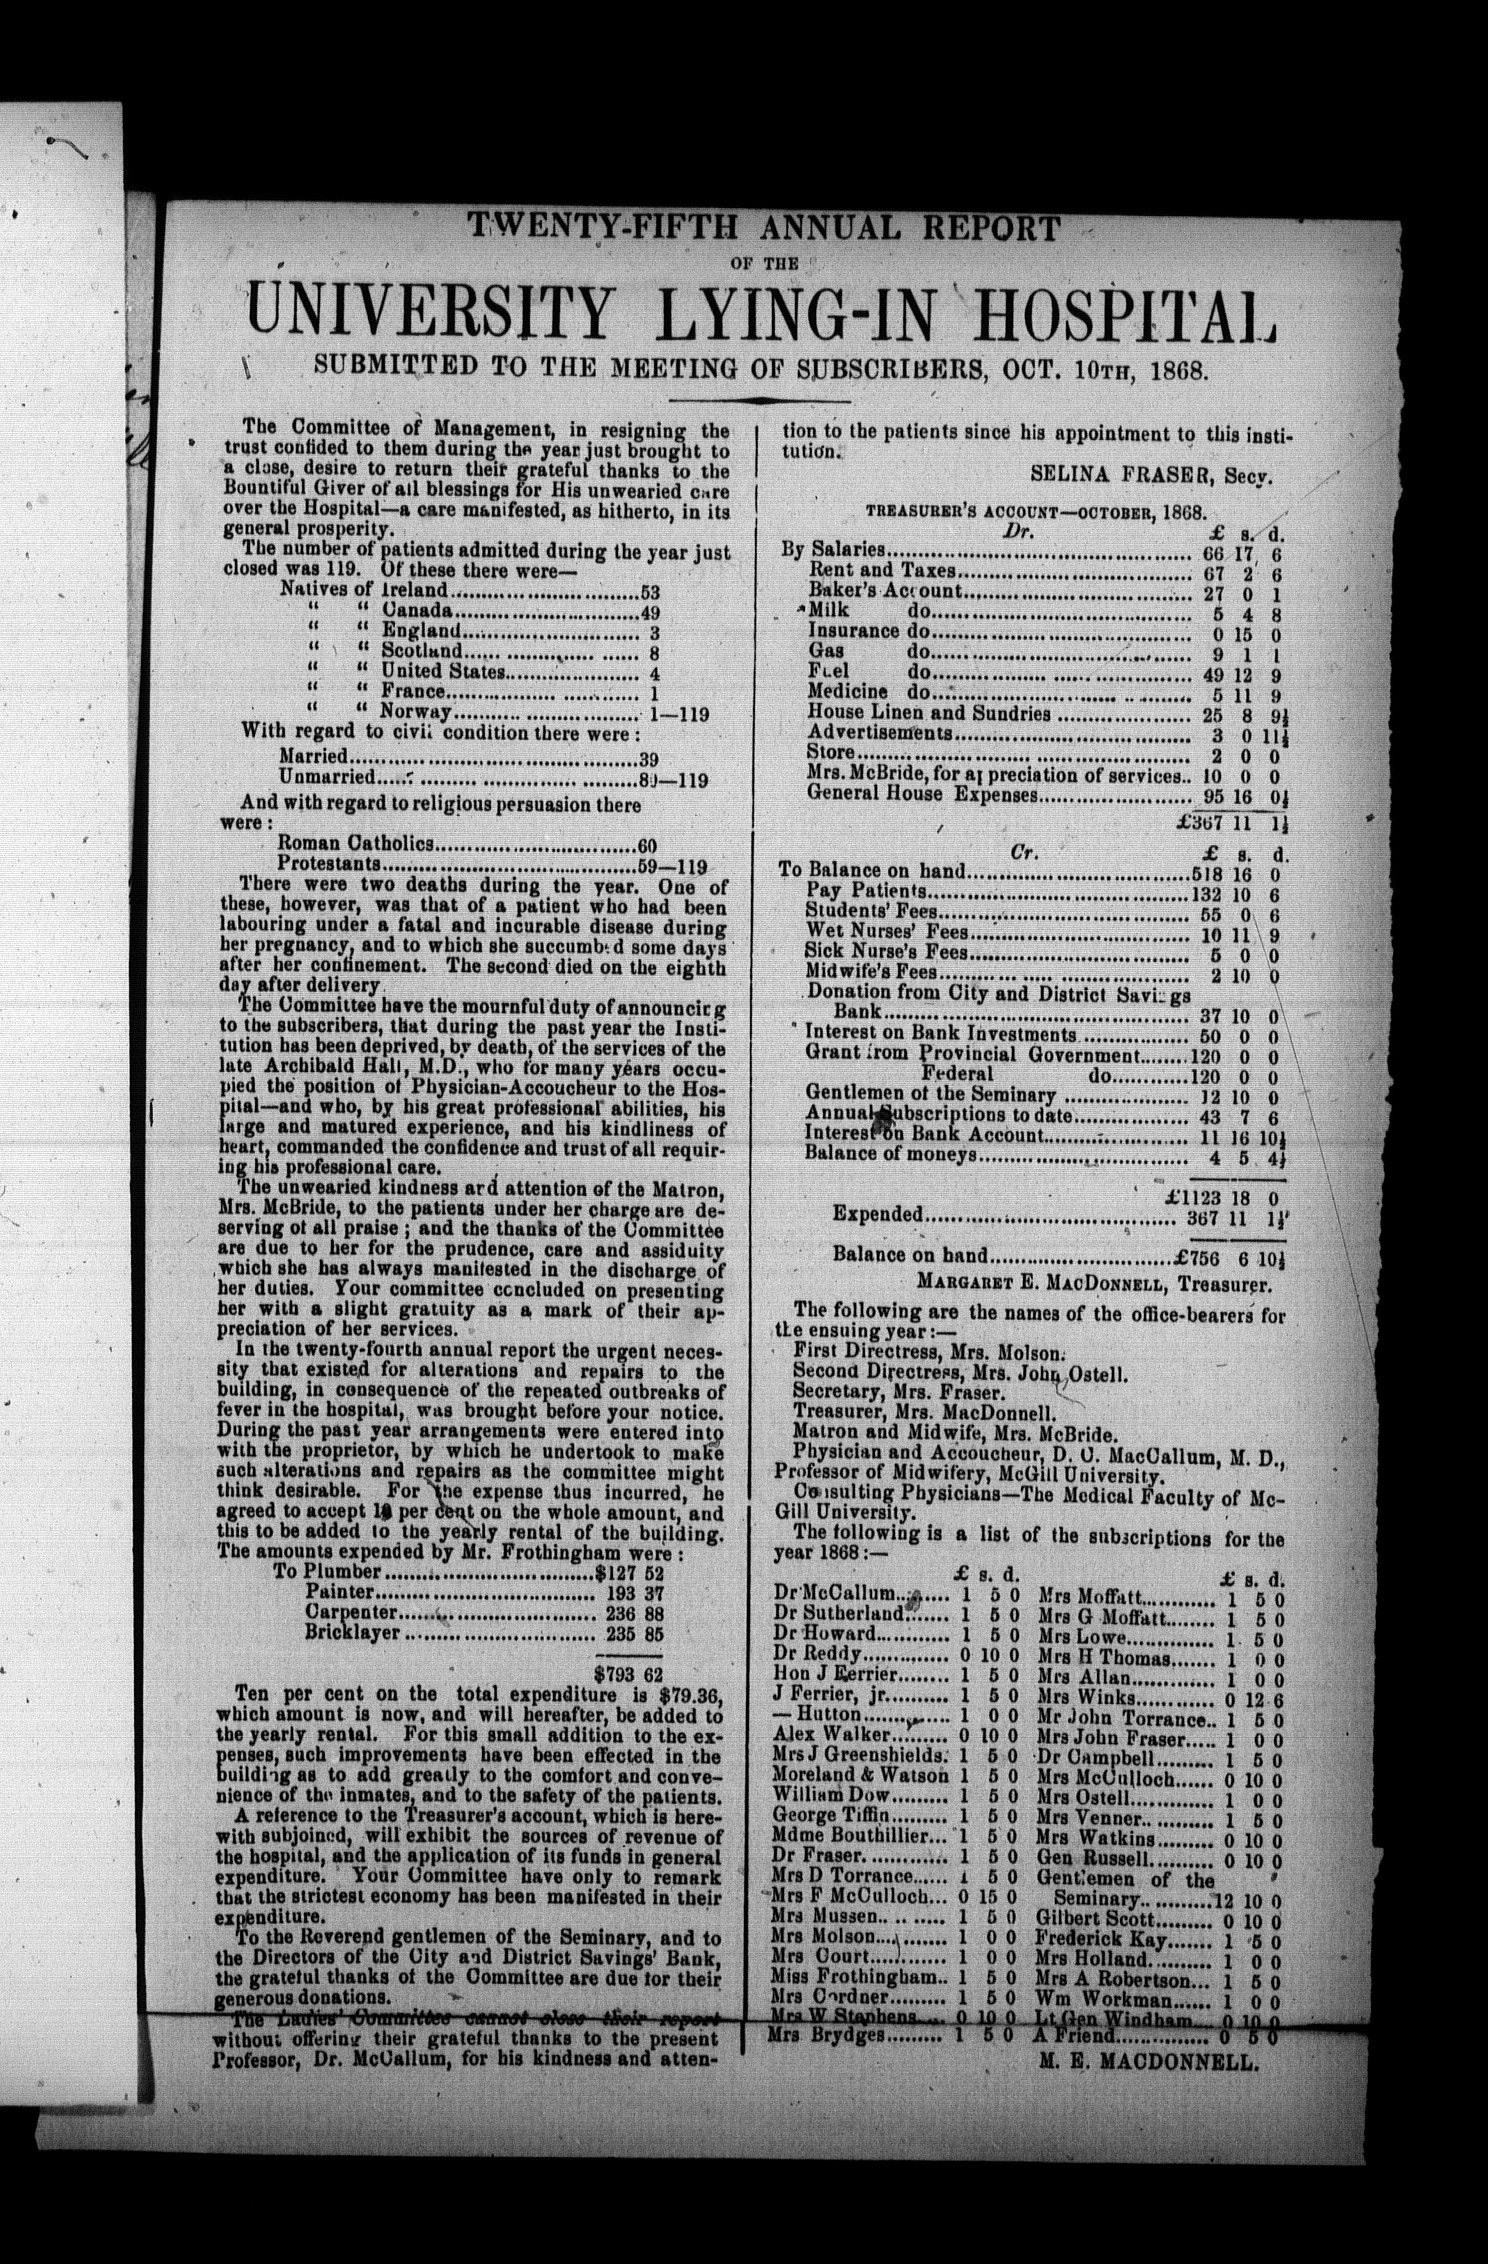 TWENTY-FIFTH ANNUAL REPORT
OF THE
UNIVERSITY LYING-IN HOSPITAL
SUBMITTED TO THE MEETING OF SUBSCRIBERS, OCT. 10TH, 1868.
The Committee of Management, in resigning the
trust confided to them during the year just brought to
a close, desire to return their grateful thanks to the
Bountiful Giver of all blessings for His unwearied care
over the Hospital—a care manifested, as hitherto, in its
general prosperity.
The number of patients admitted during the year just
closed was 119. Of these there were—
Natives of Ireland..............................53
“ “ Canada..............................49
“ “ England............................. 3
“ “ Scotland............................. 8
“ “ United States...................... 4
“ “ France............................... 1
“ “ Norway.............................. 1—119
With regard to civil condition there were :
Married...............................................39
Unmarried..........................................80—119
And with regard to religious persuasion there
were :
Roman Catholics.................................60
Protestants.........................................59—119
There were two deaths during the year. One of
these, however, was that of a patient who had been
labouring under a fatal and incurable disease during
her pregnancy, and to which she succumbed some days
after her confinement. The second died on the eighth
day after delivery.
The Committee have the mournful duty of announcing
to the subscribers, that during the past year the Insti-
tution has been deprived, by death, of the services of the
late Archibald Hall, M.D., who for many years occu-
pied the position of Physician-Accoucheur to the Hos-
pital—and who, by his great professional abilities, his
large and matured experience, and his kindliness of
heart, commanded the confidence and trust of all requir-
ing his professional care.
The unwearied kindness and attention of the Matron,
Mrs. McBride, to the patients under her charge are de-
serving of all praise ; and the thanks of the Committee
are due to her for the prudence, care and assiduity
which she has always manifested in the discharge of
her duties. Your committee concluded on presenting
her with a slight gratuity as a mark of their ap-
preciation of her services.
In the twenty-fourth annual report the urgent neces-
sity that existed for alterations and repairs to the
building, in consequence of the repeated outbreaks of
fever in the hospital, was brought before your notice.
During the past year arrangements were entered into
with the proprietor, by which he undertook to make
such alterations and repairs as the committee might
think desirable. For the expense thus incurred, he
agreed to accept 10 per cent on the whole amount, and
this to be added to the yearly rental of the building.
The amounts expended by Mr. Frothingham were :
To Plumber..................................$127 52
Painter.................................... 193 37
Carpenter................................ 236 88
Bricklayer............................... 235 85
$793 62
Ten per cent on the total expenditure is $79.36,
which amount is now, and will hereafter, be added to
the yearly rental. For this small addition to the ex-
penses, such improvements have been effected in the
building as to add greatly to the comfort and conve-
nience of the inmates, and to the safety of the patients.
A reference to the Treasurer's account, which is here-
with subjoined, will exhibit the sources of revenue of
the hospital, and the application of its funds in general
expenditure. Your Committee have only to remark
that the strictest economy has been manifested in their
expenditure.
To the Reverend gentlemen of the Seminary, and to
the Directors of the City and District Savings' Bank,
the grateful thanks of the Committee are due for their
generous donations.
The Ladies' Committee cannot close their report
without offering their grateful thanks to the present
Professor, Dr. McCallum, for his kindness and atten-
tion to the patients since his appointment to this insti-
tution.
SELINA FRASER, Secy.
TREASURER'S ACCOUNT—OCTOBER, 1868.
Dr. £ s. d.
By Salaries................................................ 66 17 6
Rent and Taxes..................................... 67 2 6
Baker's Account.................................... 27 0 1
Milk do........................................... 5 4 8
Insurance do.......................................... 0 15 0
Gas do........................................... 9 1 1
Fuel do........................................... 49 12 9
Medicine do........................................... 5 11 9
House Linen and Sundries ..................... 25 8 9½
Advertisements...................................... 3 0 11½
Store...................................................... 2 0 0
Mrs. McBride, for appreciation of services.. 10 0 0
General House Expenses......................... 95 16 0½
£367 11 1½
Cr. £ s. d.
To Balance on hand....................................518 16 0
Pay Patients..........................................132 10 6
Students' Fees........................................ 55 0 6
Wet Nurses' Fees................................... 10 11 9
Sick Nurse's Fees................................... 5 0 0
Midwife's Fees....................................... 2 10 0
Donation from City and District Savings
Bank................................................. 37 10 0
Interest on Bank Investments................. 50 0 0
Grant from Provincial Government........120 0 0
Federal do............120 0 0
Gentlemen of the Seminary .................... 12 10 0
Annual Subscriptions to date.................. 43 7 6
Interest on Bank Account....................... 11 16 10½
Balance of moneys................................. 4 5 4½
£1123 18 0
Expended........................................ 367 11 1½
Balance on hand..............................£756 6 10½
MARGARET E. MACDONNELL, Treasurer.
The following are the names of the office-bearers for
the ensuing year:—
First Directress, Mrs. Molson.
Second Directress, Mrs. John Ostell.
Secretary, Mrs. Fraser.
Treasurer, Mrs. MacDonnell.
Matron and Midwife, Mrs. McBride.
Physician and Accoucheur, D. C. MacCallum, M. D.,
Professor of Midwifery, McGill University.
Consulting Physicians—The Medical Faculty of Mc-
Gill University.
The following is a list of the subscriptions for the
year 1868:—
£ s. d.
Dr McCallum......... 1 5 0
Dr Sutherland....... 1 5 0
Dr Howard............ 1 5 0
Dr Reddy.............. 0 10 0
Hon J Ferrier........ 1 5 0
J Ferrier, jr.......... 1 5 0
— Hutton.............. 1 0 0
Alex Walker......... 0 10 0
Mrs J Greenshields. 1 5 0
Moreland & Watson 1 5 0
William Dow......... 1 5 0
George Tiffin......... 1 5 0
Mdme Bouthillier... 1 5 0
Dr Fraser.............. 1 5 0
Mrs D Torrance...... 1 5 0
Mrs F McCulloch... 0 15 0
Mrs Mussen........... 1 5 0
Mrs Molson............ 1 0 0
Mrs Court.............. 1 0 0
Miss Frothingham.. 1 5 0
Mrs Cordner.......... 1 5 0
Mrs W Stephens.... 0 10 0
Mrs Brydges......... 1 5 0
£ s. d.
Mrs Moffatt............ 1 5 0
Mrs G Moffatt........ 1 5 0
Mrs Lowe.............. 1 5 0
Mrs H Thomas....... 1 0 0
Mrs Allan.............. 1 0 0
Mrs Winks............ 0 12 6
Mr John Torrance.. 1 5 0
Mrs John Fraser..... 1 0 0
Dr Campbell.......... 1 5 0
Mrs McCulloch...... 0 10 0
Mrs Ostell.............. 1 0 0
Mrs Venner............ 1 5 0
Mrs Watkins.......... 0 10 0
Gen Russell........... 0 10 0
Gentlemen of the
Seminary............12 10 0
Gilbert Scott.......... 0 10 0
Frederick Kay....... 1 5 0
Mrs Holland.......... 1 0 0
Mrs A Robertson... 1 5 0
Wm Workman...... 1 0 0
Lt Gen Windham... 0 10 0
A Friend............... 0 5 0
M. E. MACDONNELL.